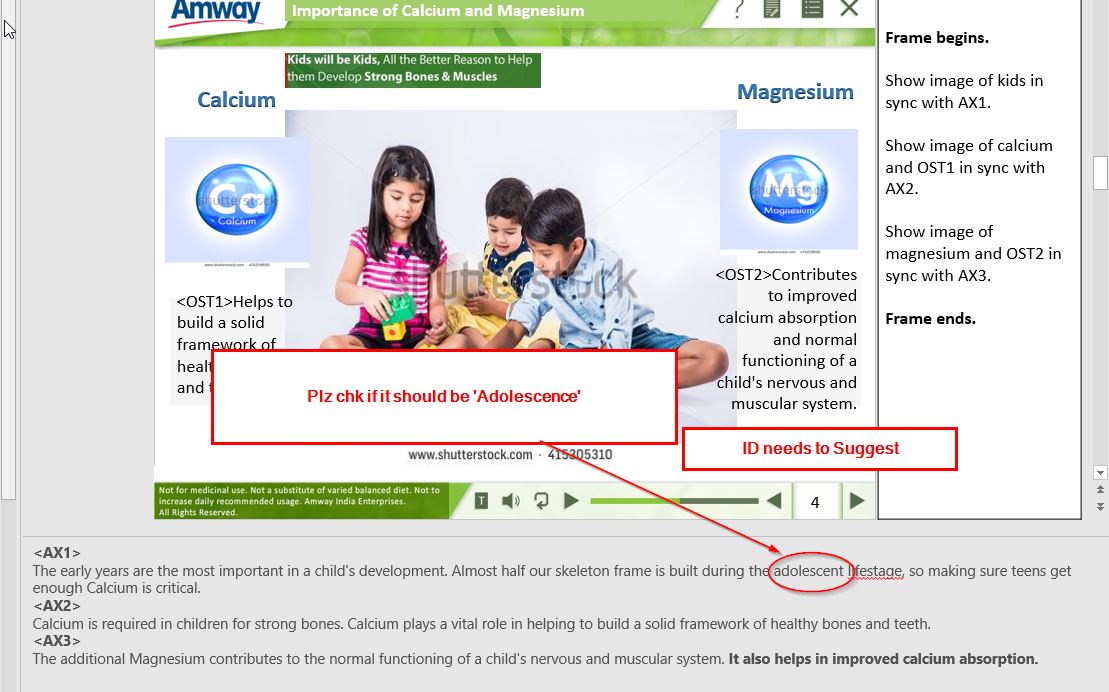 Amway
Importance of Calcium and Magnesium
?
Kids will be Kids, All the Better Reason to Help
them Develop Strong Bones & Muscles
Calcium
Magnesium
Ca
Calcium
shutterstock
Mg
Magnesium
shutterstock
shutterstock
<OST1>Helps to
build a solid
framework of
and
<OST2>Contributes
to improved
calcium absorption
and normal
functioning of a
child's nervous and
muscular system.
Plz chk if it should be 'Adolescence'
ID needs to Suggest
www.shutterstock.com · 415305310
Not for medicinal use. Not a substitute of varied balanced diet. Not to
increase daily recommended usage. Amway India Enterprises.
All Rights Reserved.
T
4
Frame begins.
Show image of kids in
sync with AX1.
Show image of calcium
and OST1 in sync with
AX2.
Show image of
magnesium and OST2 in
sync with AX3.
Frame ends.
<AX1>
The early years are the most important in a child's development. Almost half our skeleton frame is built during the adolescent lifestage, so making sure teens get
enough Calcium is critical.
<AX2>
Calcium is required in children for strong bones. Calcium plays a vital role in helping to build a solid framework of healthy bones and teeth.
<AX3>
The additional Magnesium contributes to the normal functioning of a child's nervous and muscular system. It also helps in improved calcium absorption.